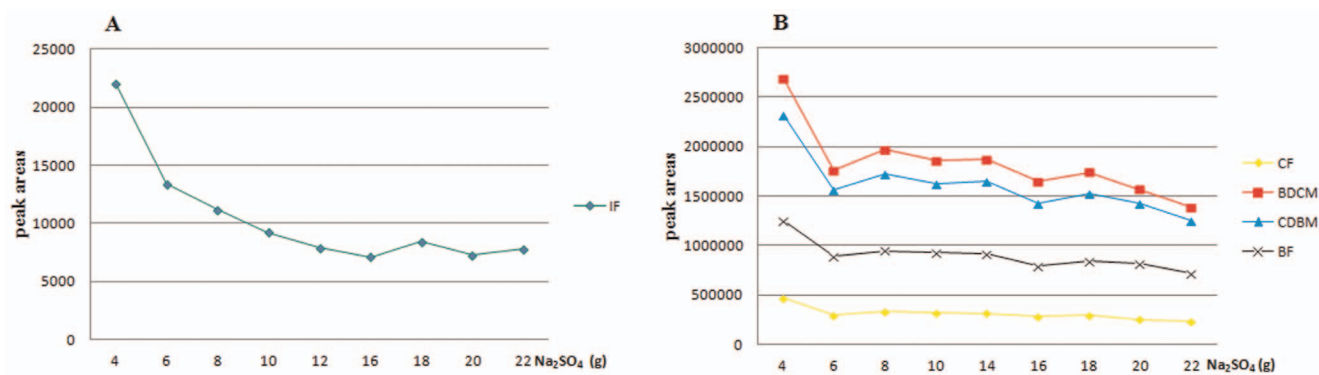 A
25000
20000
15000
10000
5000
0
peak areas
4 6 8 10 12 16 18 20 22 Na₂SO₄ (g)
IF
B
3000000
2500000
2000000
1500000
1000000
500000
0
peak areas
4 6 8 10 14 16 18 20 22 Na₂SO₄ (g)
CF
BDCM
CDBM
BF